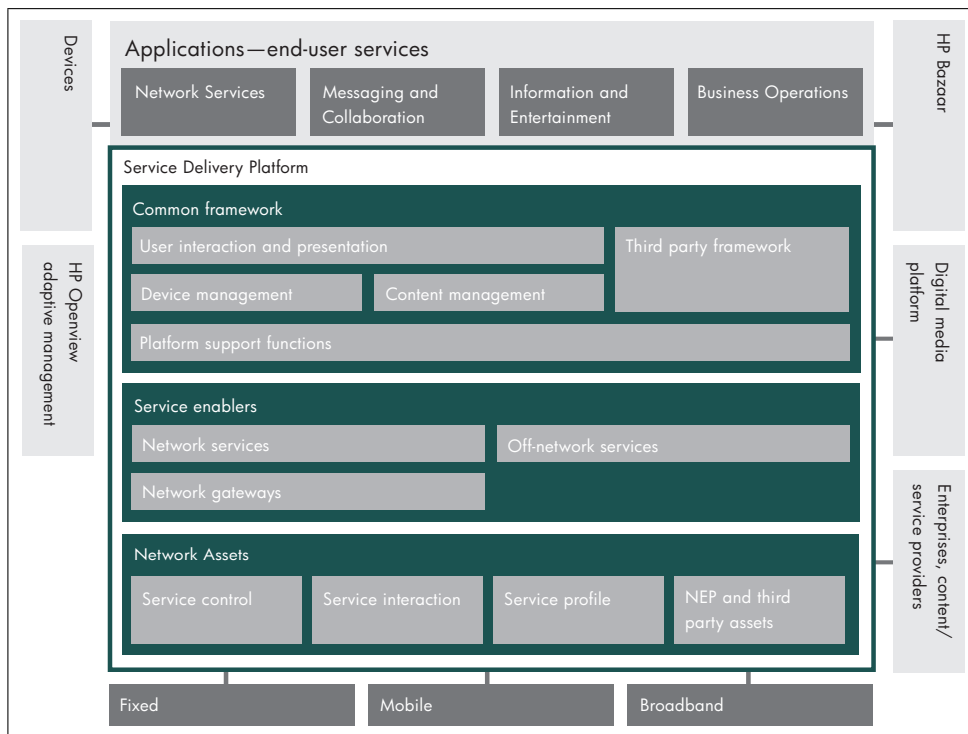 Devices
Applications—end-user services
HP Bazaar
Network Services
Messaging and
Collaboration
Information and
Entertainment
Business Operations
Service Delivery Platform
Common framework
User interaction and presentation
Third party framework
Device management
Content management
Platform support functions
HP Openview
adaptive management
Digital media
platform
Service enablers
Network services
Off-network services
Network gateways
Enterprises, content/
service providers
Network Assets
Service control
Service interaction
Service profile
NEP and third
party assets
Fixed
Mobile
Broadband